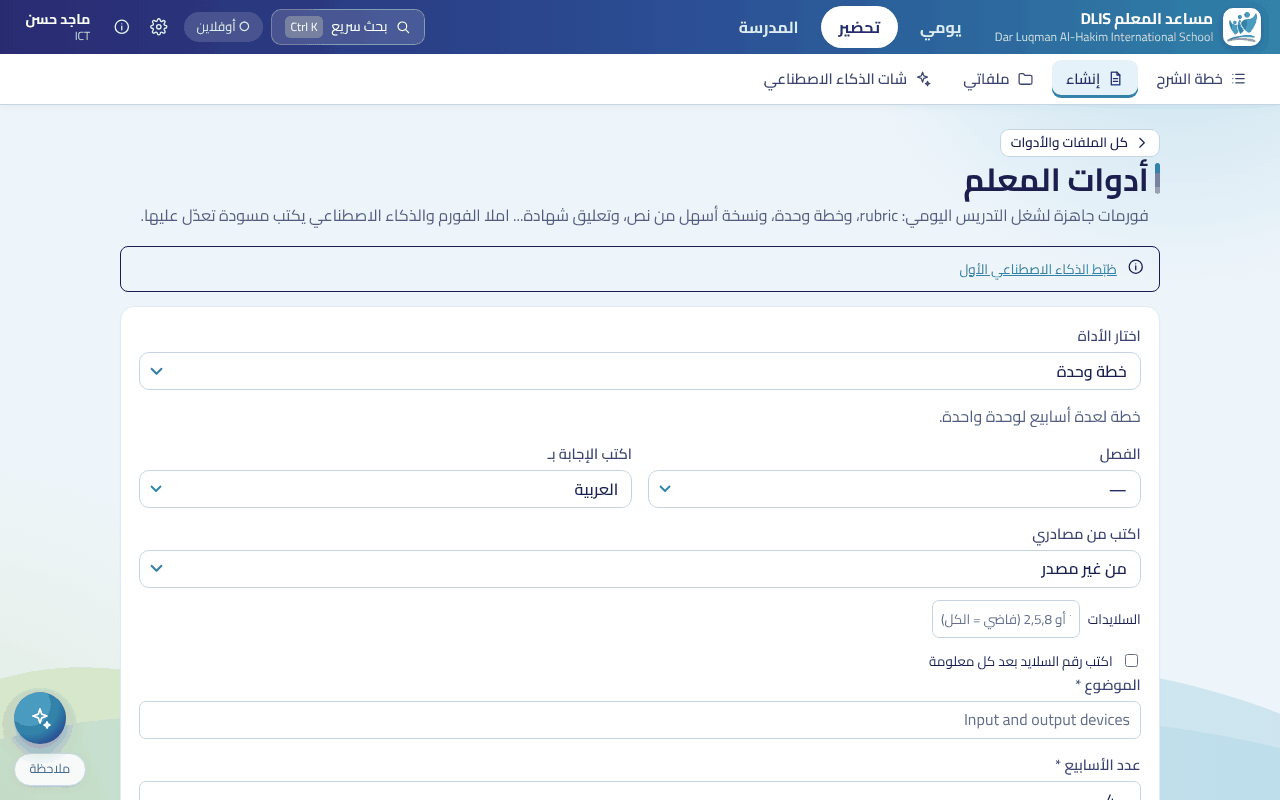 مساعد المعلم DLIS
Dar Luqman Al-Hakim International School
يومي
تحضير
المدرسة
بحث سريع Ctrl K
أوفلاين
ماجد حسن
ICT
خطة الشرح
إنشاء
ملفاتي
شات الذكاء الاصطناعي
كل الملفات والأدوات
أدوات المعلم
فورمات جاهزة لشغل التدريس اليومي: rubric، وخطة وحدة، ونسخة أسهل من نص، وتعليق شهادة... املا الفورم والذكاء الاصطناعي يكتب مسودة تعدّل عليها.
ظبّط الذكاء الاصطناعي الأول
اختار الأداة
خطة وحدة
خطة لعدة أسابيع لوحدة واحدة.
الفصل
—
اكتب الإجابة بـ
العربية
اكتب من مصادري
من غير مصدر
السلايدات
أو 2,5,8 (فاضي = الكل)
اكتب رقم السلايد بعد كل معلومة
الموضوع *
Input and output devices
عدد الأسابيع *
ملاحظة